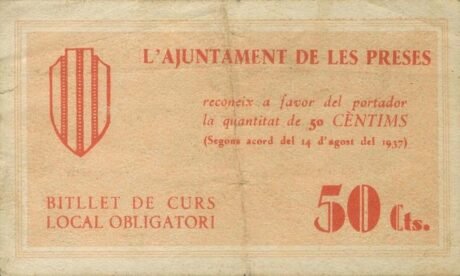 L'AJUNTAMENT DE LES PRESES
reconeix a favor del portador
la quantitat de 50 CÈNTIMS
(Segons acord del 14 d'agost del 1937)
BITLLET DE CURS
LOCAL OBLIGATORI
50 Cts.